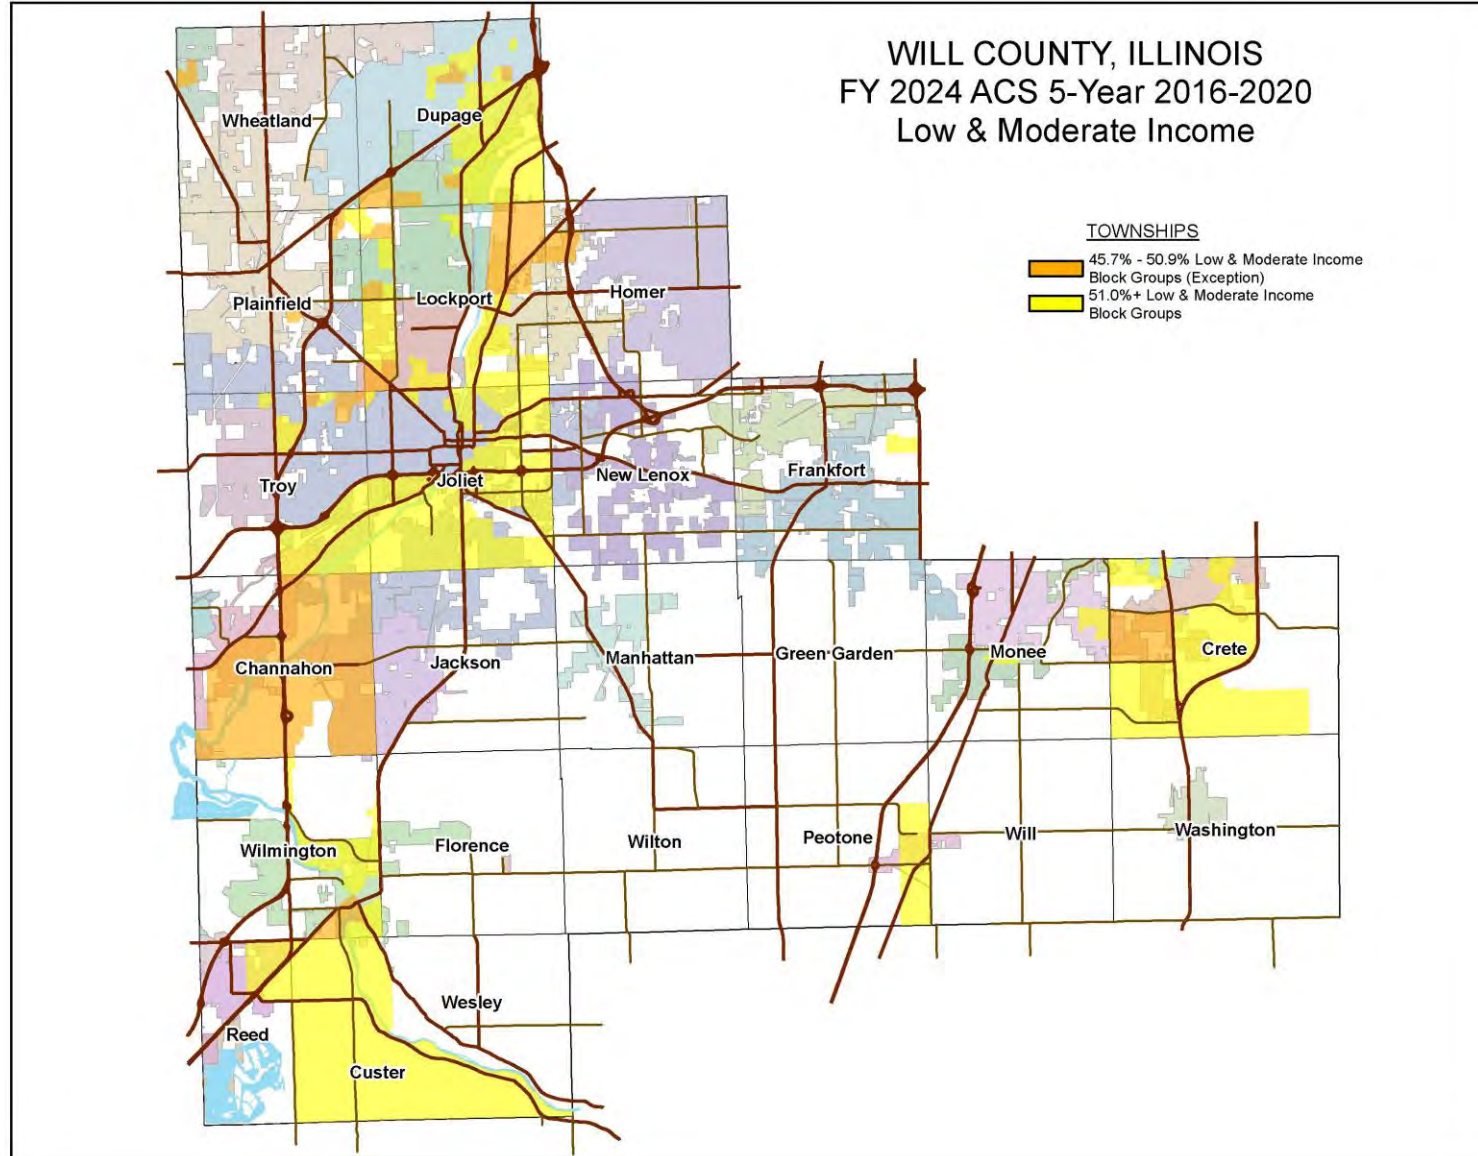 WILL COUNTY, ILLINOIS
FY 2024 ACS 5-Year 2016-2020
Low & Moderate Income
TOWNSHIPS
45.7% - 50.9% Low & Moderate Income
Block Groups (Exception)
51.0%+ Low & Moderate Income
Block Groups
Wheatland
Dupage
Plainfield
Lockport
Homer
Troy
Joliet
New Lenox
Frankfort
Channahon
Jackson
Manhattan
Green Garden
Monee
Crete
Wilmington
Florence
Wilton
Peotone
Will
Washington
Reed
Wesley
Custer